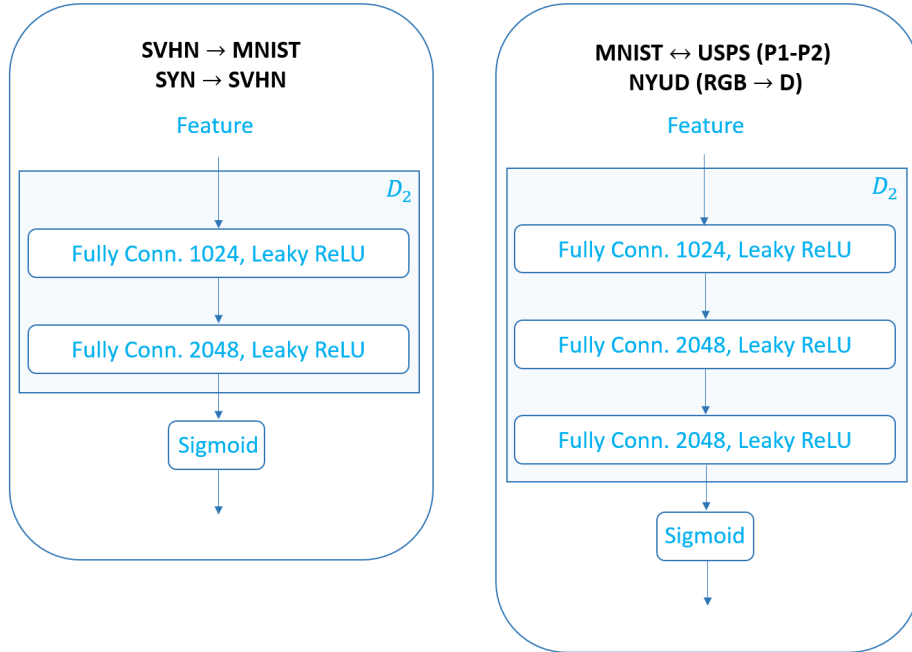 SVHN → MNIST
SYN → SVHN
Feature
D₂
Fully Conn. 1024, Leaky ReLU
Fully Conn. 2048, Leaky ReLU
Sigmoid
MNIST ↔ USPS (P1-P2)
NYUD (RGB → D)
Feature
D₂
Fully Conn. 1024, Leaky ReLU
Fully Conn. 2048, Leaky ReLU
Fully Conn. 2048, Leaky ReLU
Sigmoid